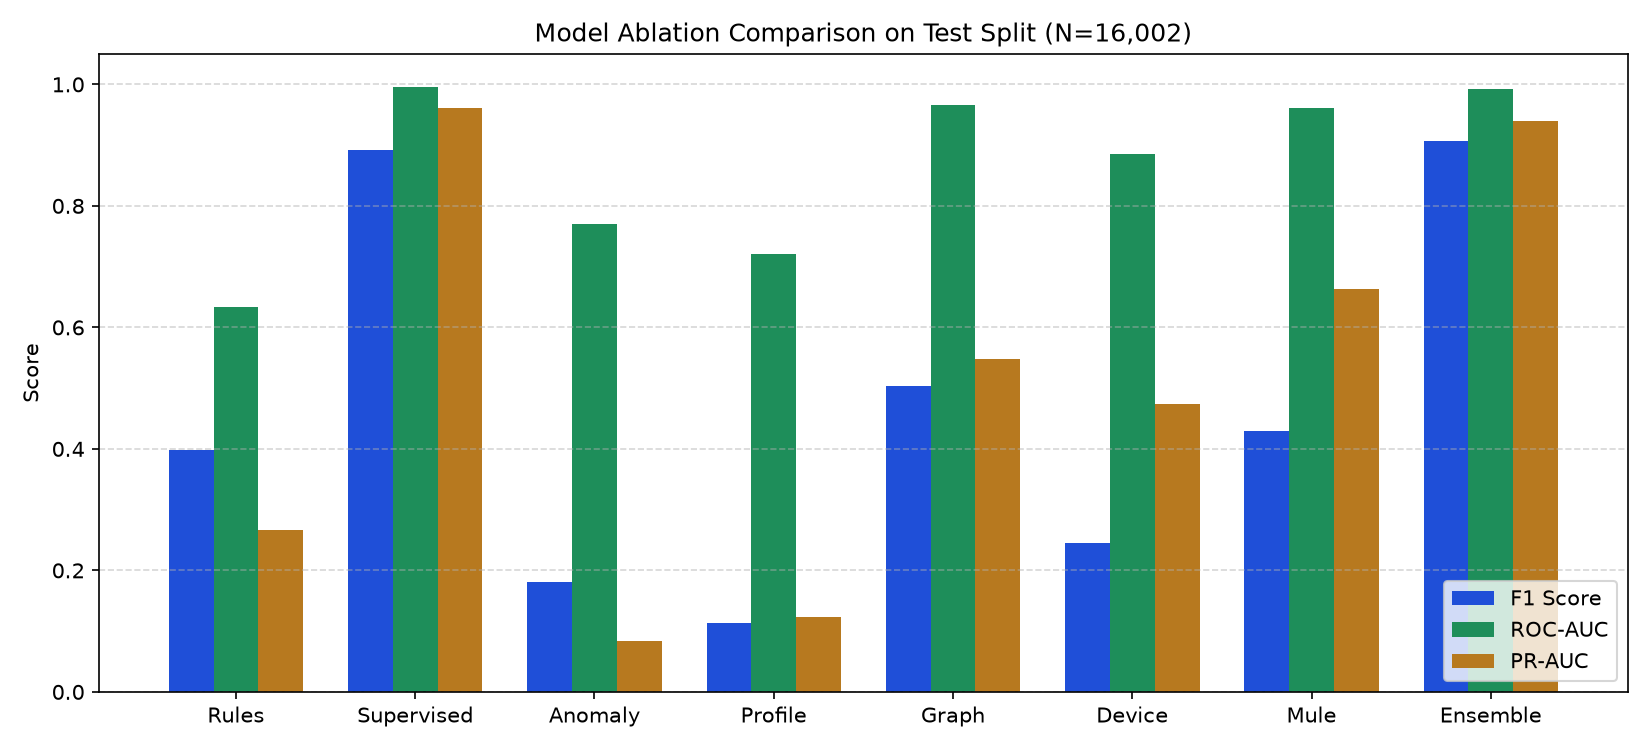 Model Ablation Comparison on Test Split (N=16,002)
Score
1.0
0.8
0.6
0.4
0.2
0.0
Rules Supervised Anomaly Profile Graph Device Mule Ensemble
F1 Score
ROC-AUC
PR-AUC